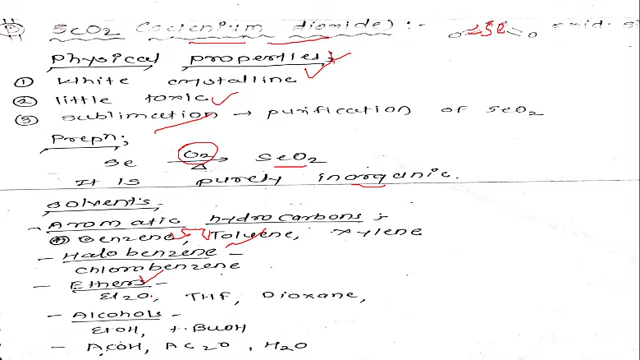 SeO2 (Selenium dioxide) :-
O=Se=O
Physical properties;
① White crystalline
② little toxic
③ sublimation → purification of SeO2
Prepn;
Se O2 Δ → SeO2
It is purely inorganic.
Solvents.
- Aromatic hydrocarbons;
Benzene, Toluene, Xylene
- Halobenzene -
Chlorobenzene
- Ethers -
Et2O, THF, Dioxane,
- Alcohols -
EtOH, t-BuOH
- AcOH, Ac2O, H2O